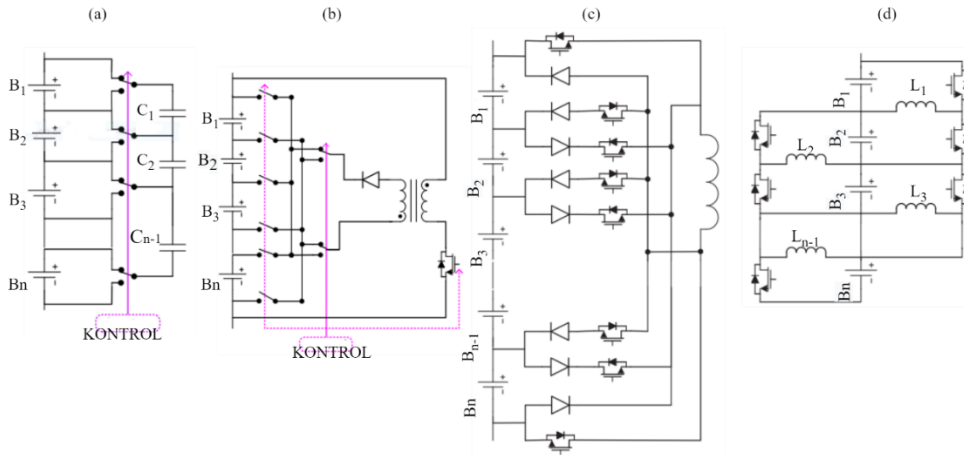 (a) (b) (c) (d)
B1
B2
B3
Bn
C1
C2
Cn-1
KONTROL
B1
B2
B3
Bn
KONTROL
B1
B2
B3
Bn-1
Bn
B1
B2
B3
Bn
L1
L2
L3
Ln-1